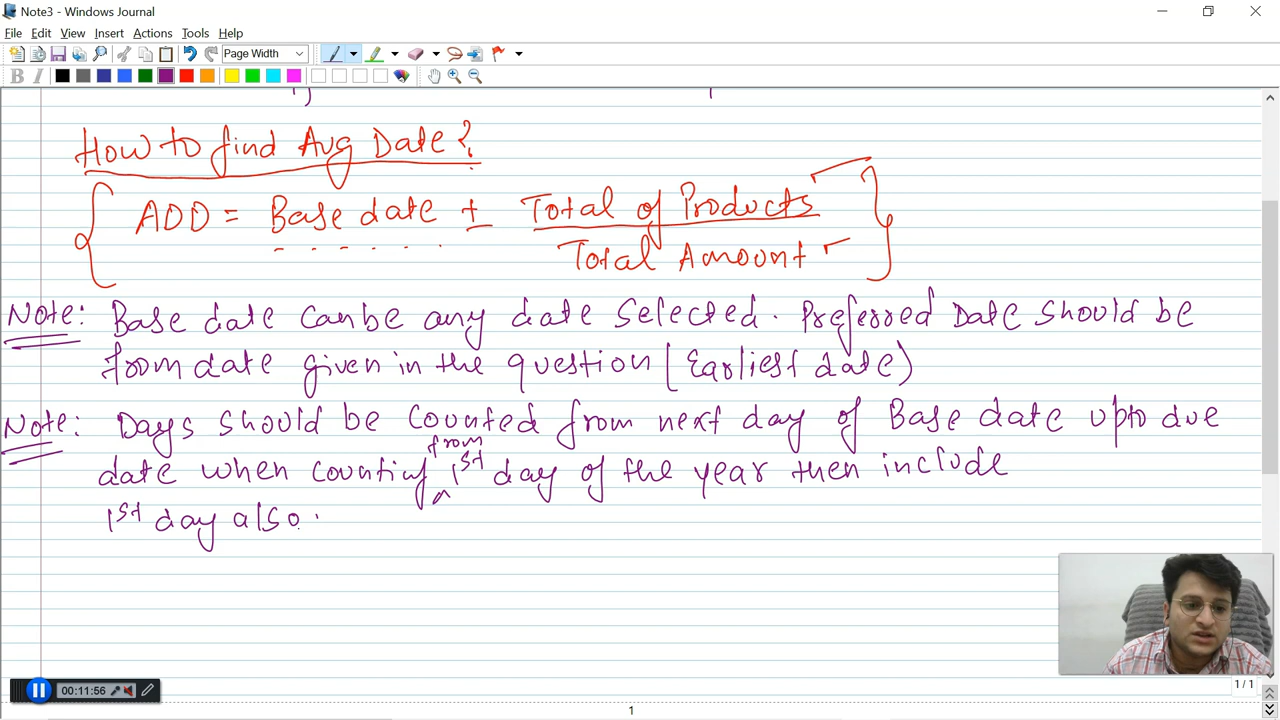 Note3 - Windows Journal
File Edit View Insert Actions Tools Help
Page Width
B I
How to find Avg Date?
ADD = Base date ± Total of Products
Total Amount
Note: Base date can be any date selected. Preferred Date should be
from date given in the question (Earliest date)
Note: Days should be counted from next day of Base date upto due
from
date when counting 1st day of the year then include
1st day also.
00:11:56
1 / 1
1